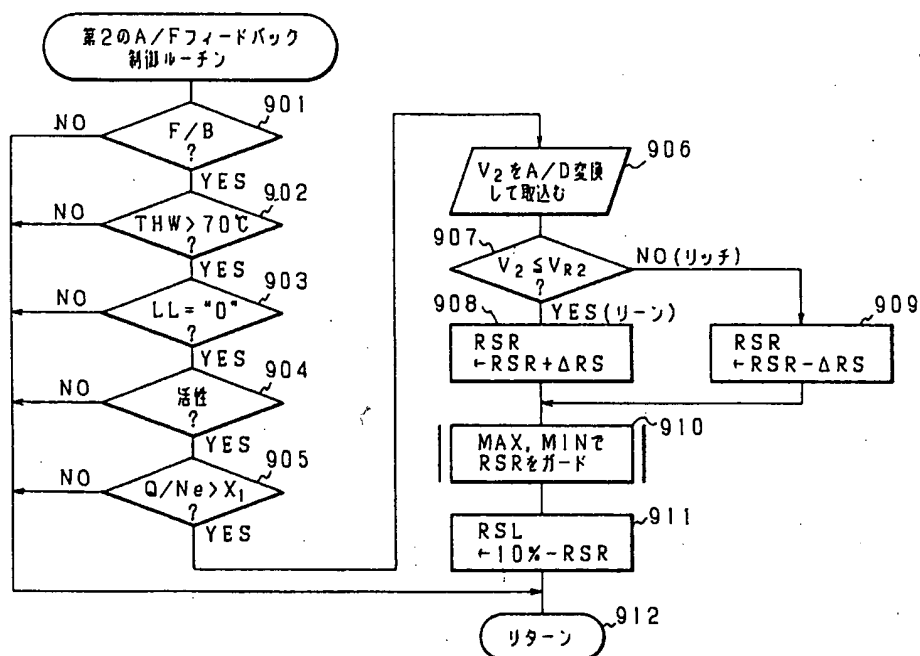 第2のA/Fフィードバック
制御ルーチン
901
NO
F/B
?
YES
902
NO
THW>70℃
?
YES
903
NO
LL="0"
?
YES
904
NO
活性
?
YES
905
NO
Q/Ne>X1
?
YES
906
V2をA/D変換
して取込む
907
V2≦VR2
?
NO(リッチ)
YES(リーン)
908
RSR
←RSR+ΔRS
909
RSR
←RSR-ΔRS
910
MAX,MINで
RSRをガード
911
RSL
←10%-RSR
リターン
912